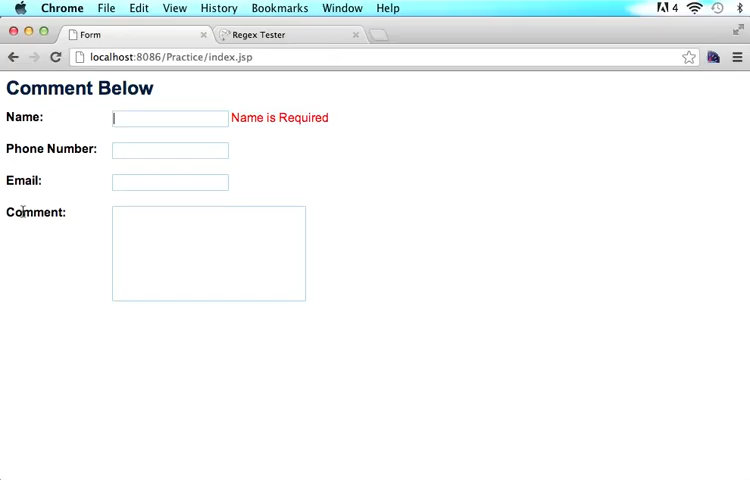 Chrome File Edit View History Bookmarks Window Help 4
Form Regex Tester
localhost:8086/Practice/index.jsp
Comment Below
Name: Name is Required
Phone Number:
Email:
Comment: